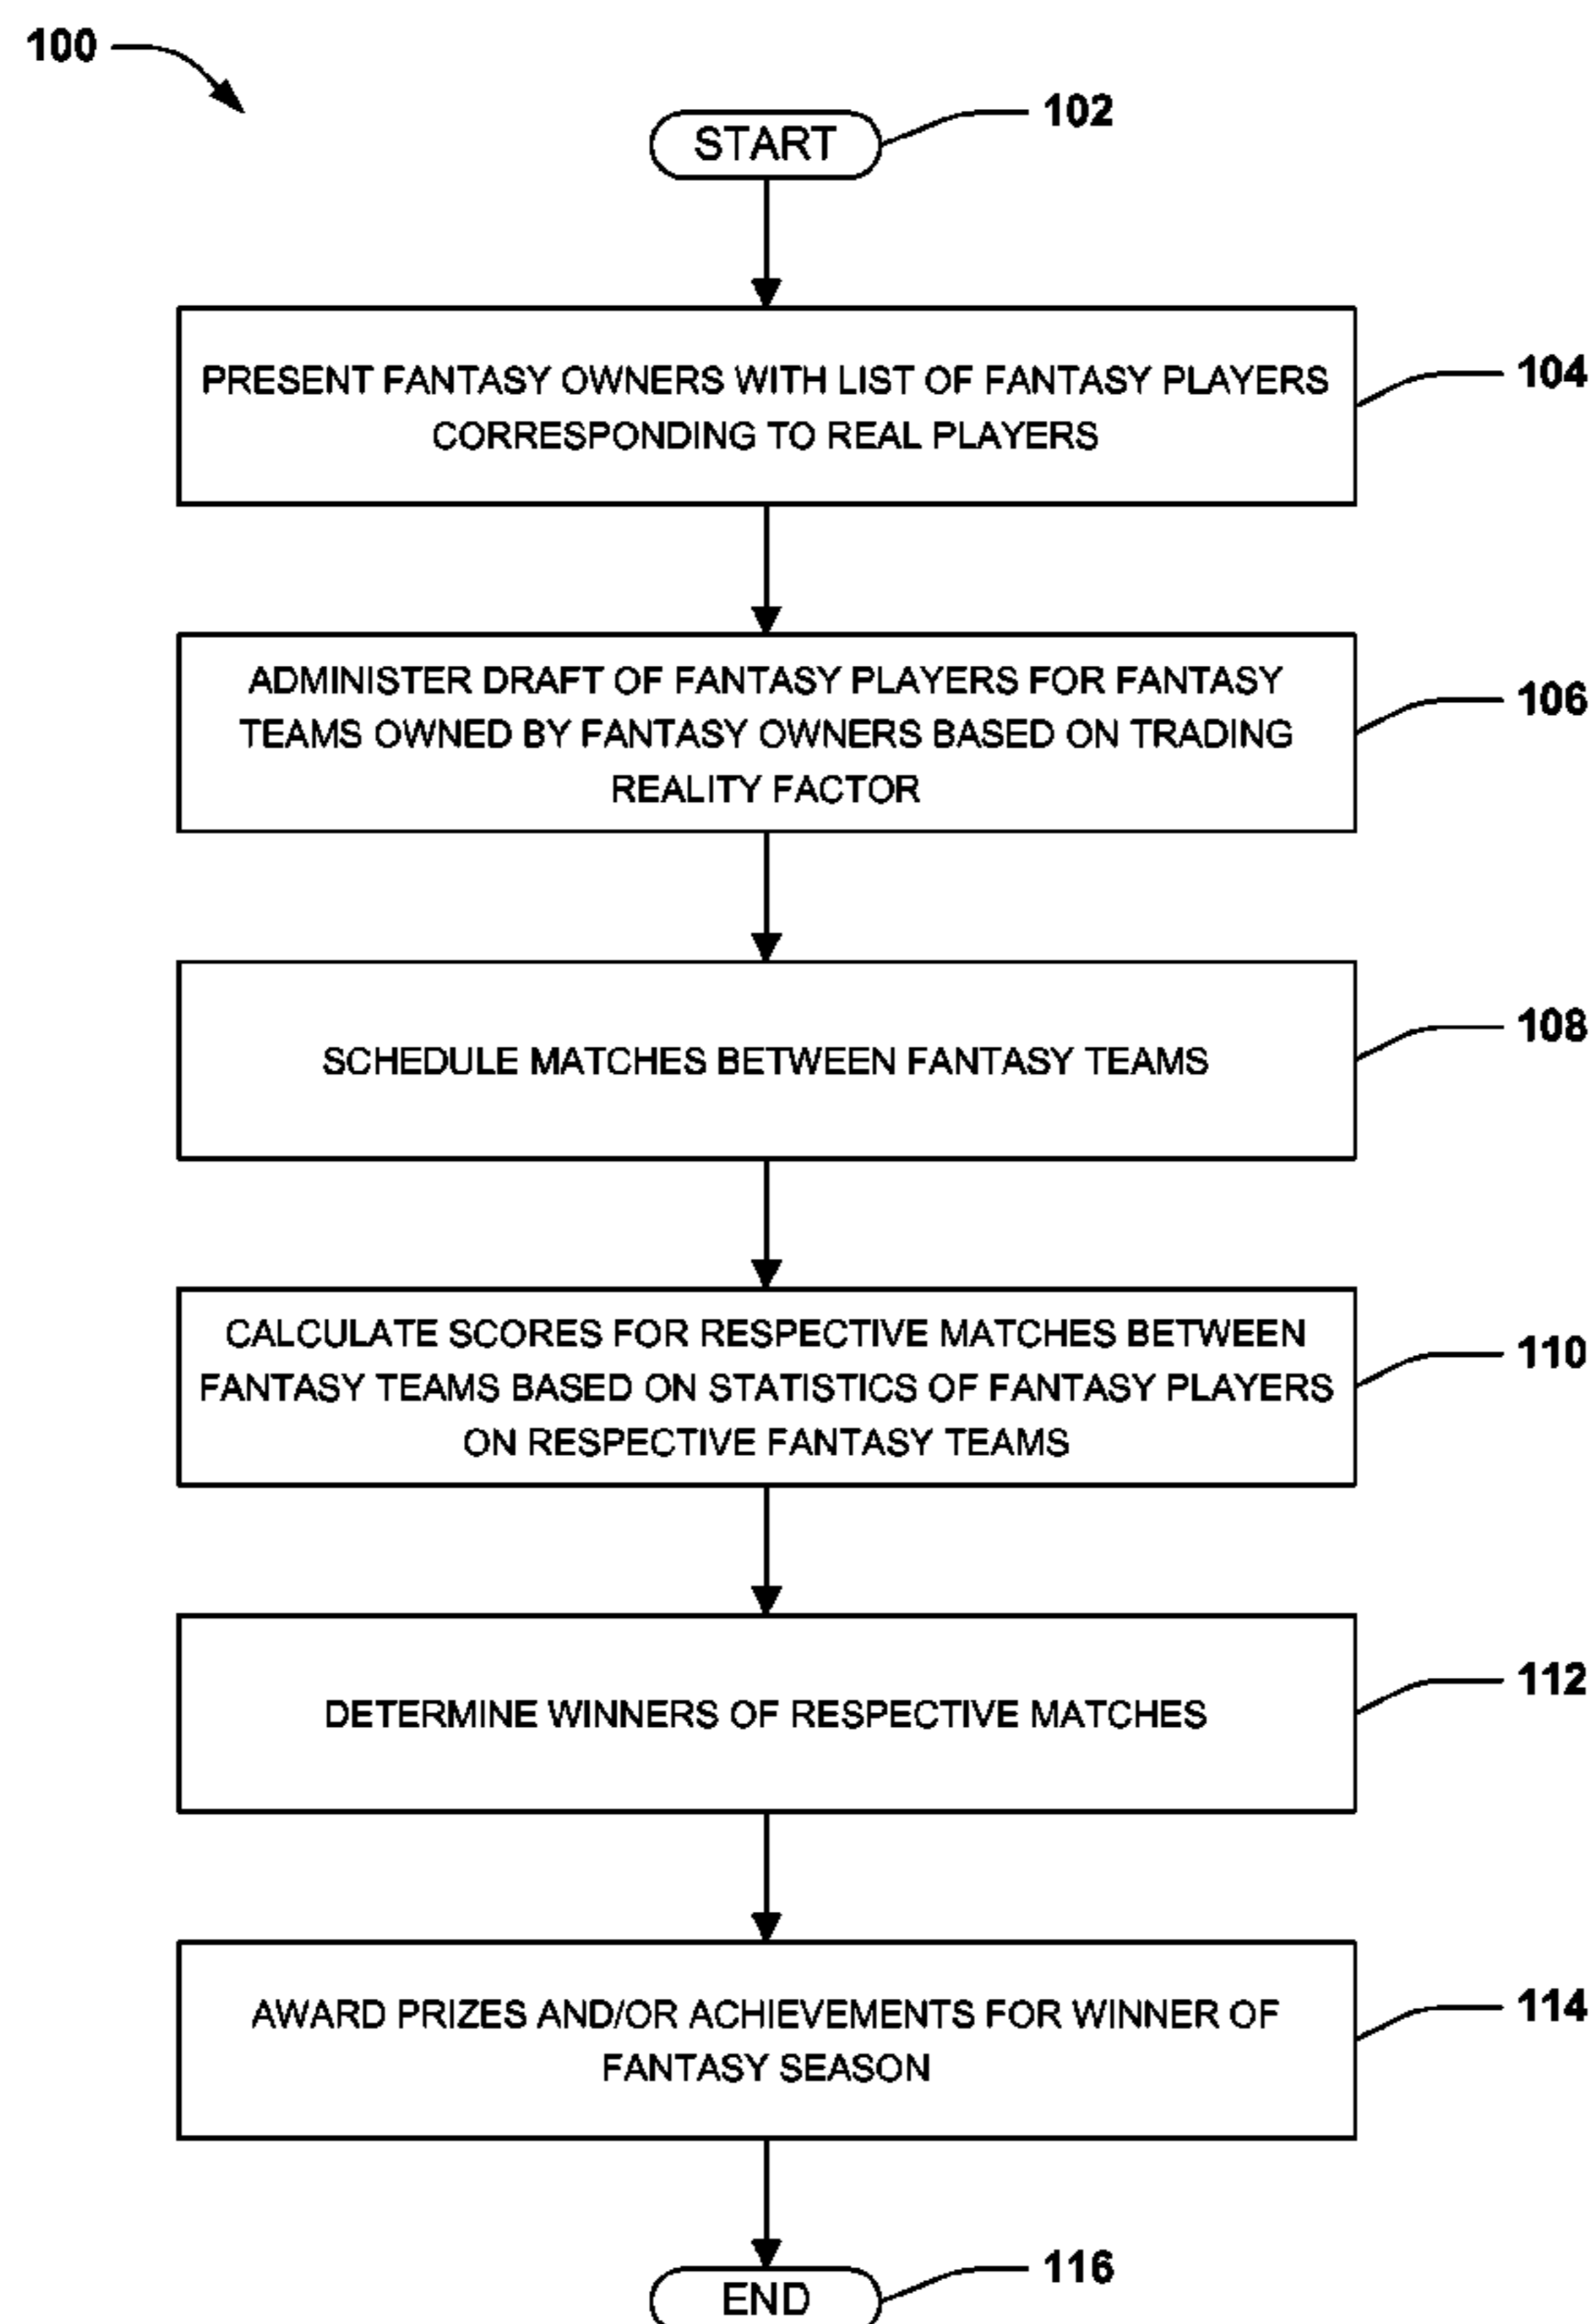 100
START
102
PRESENT FANTASY OWNERS WITH LIST OF FANTASY PLAYERS
CORRESPONDING TO REAL PLAYERS
104
ADMINISTER DRAFT OF FANTASY PLAYERS FOR FANTASY
TEAMS OWNED BY FANTASY OWNERS BASED ON TRADING
REALITY FACTOR
106
SCHEDULE MATCHES BETWEEN FANTASY TEAMS
108
CALCULATE SCORES FOR RESPECTIVE MATCHES BETWEEN
FANTASY TEAMS BASED ON STATISTICS OF FANTASY PLAYERS
ON RESPECTIVE FANTASY TEAMS
110
DETERMINE WINNERS OF RESPECTIVE MATCHES
112
AWARD PRIZES AND/OR ACHIEVEMENTS FOR WINNER OF
FANTASY SEASON
114
END
116